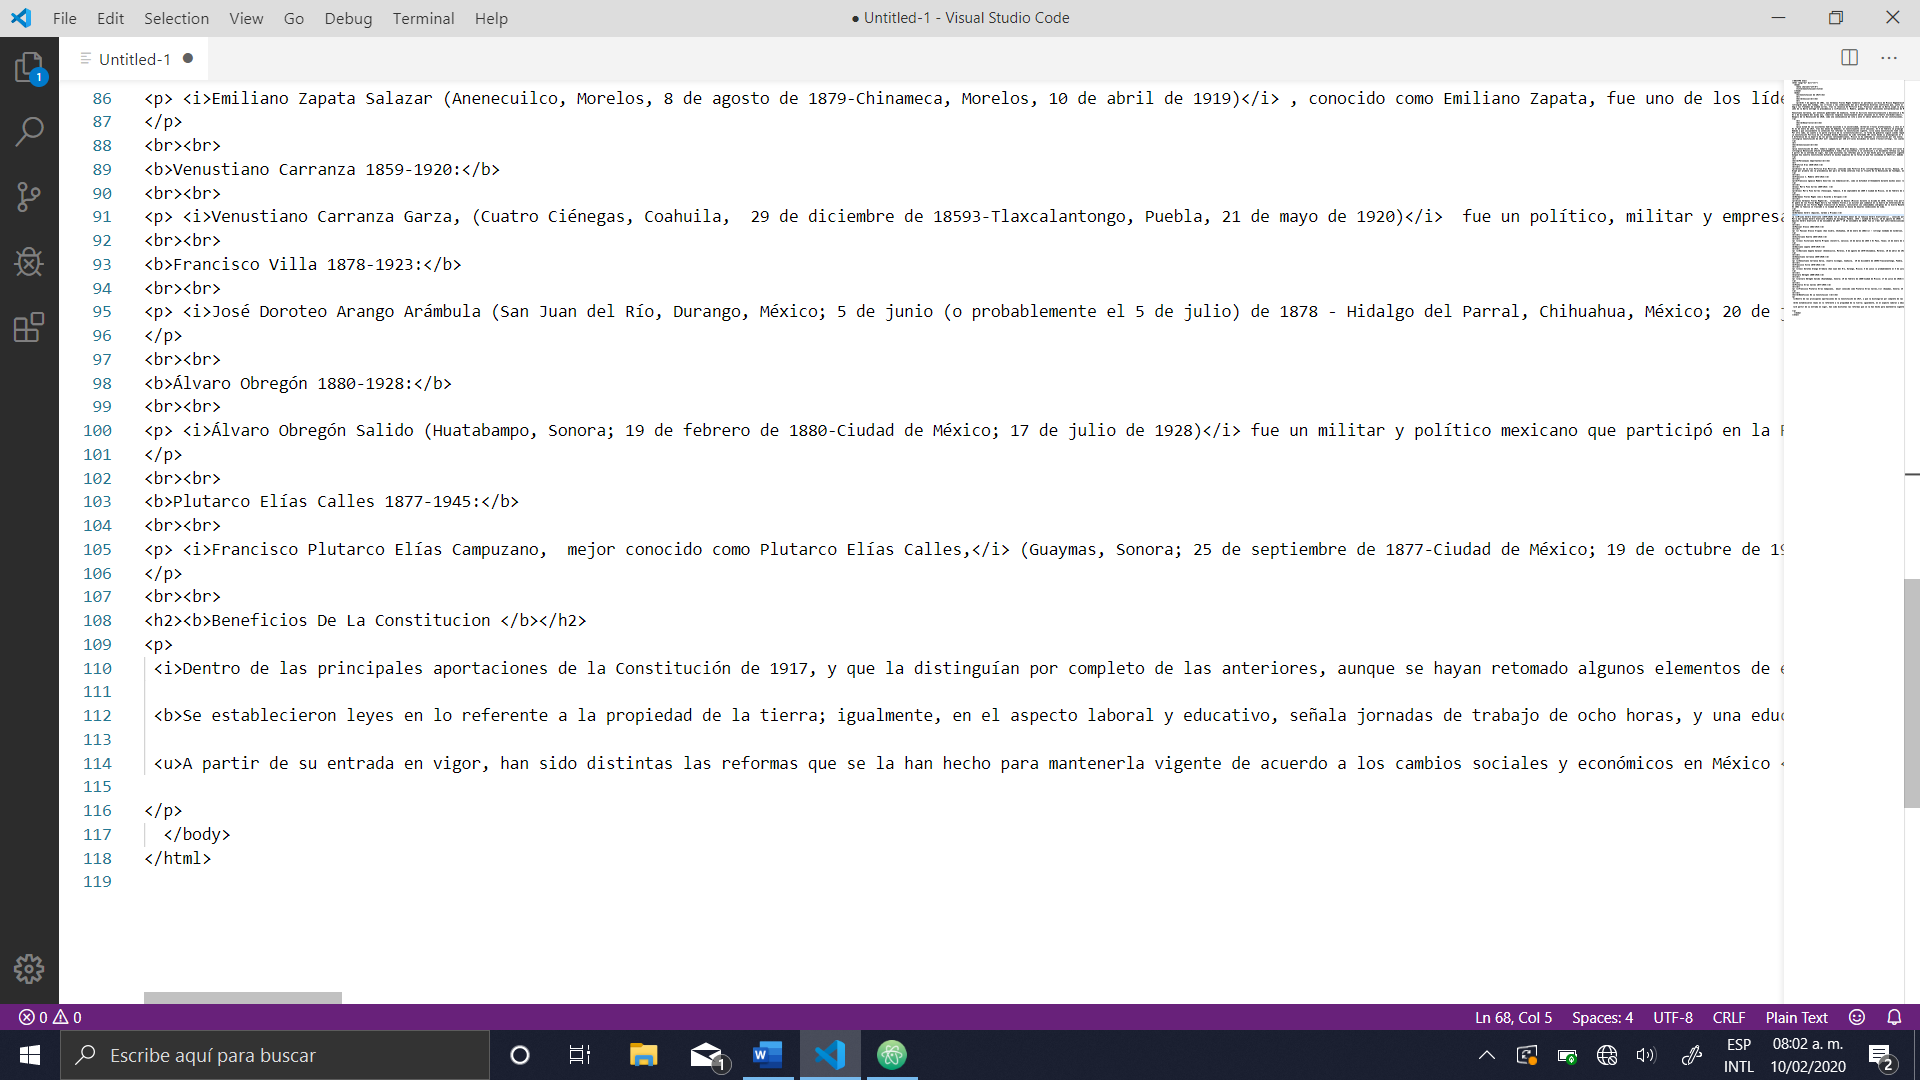 File Edit Selection View Go Debug Terminal Help
● Untitled-1 - Visual Studio Code
Untitled-1 ●
1
86 <p> <i>Emiliano Zapata Salazar (Anenecuilco, Morelos, 8 de agosto de 1879-Chinameca, Morelos, 10 de abril de 1919)</i> , conocido como Emiliano Zapata, fue uno de los líde
87 </p>
88 <br><br>
89 <b>Venustiano Carranza 1859-1920:</b>
90 <br><br>
91 <p> <i>Venustiano Carranza Garza, (Cuatro Ciénegas, Coahuila,  29 de diciembre de 18593-Tlaxcalantongo, Puebla, 21 de mayo de 1920)</i>  fue un político, militar y empresa
92 <br><br>
93 <b>Francisco Villa 1878-1923:</b>
94 <br><br>
95 <p> <i>José Doroteo Arango Arámbula (San Juan del Río, Durango, México; 5 de junio (o probablemente el 5 de julio) de 1878 - Hidalgo del Parral, Chihuahua, México; 20 de
96 </p>
97 <br><br>
98 <b>Álvaro Obregón 1880-1928:</b>
99 <br><br>
100 <p> <i>Álvaro Obregón Salido (Huatabampo, Sonora; 19 de febrero de 1880-Ciudad de México; 17 de julio de 1928)</i> fue un militar y político mexicano que participó en la
101 </p>
102 <br><br>
103 <b>Plutarco Elías Calles 1877-1945:</b>
104 <br><br>
105 <p> <i>Francisco Plutarco Elías Campuzano,  mejor conocido como Plutarco Elías Calles,</i> (Guaymas, Sonora; 25 de septiembre de 1877-Ciudad de México; 19 de octubre de 19
106 </p>
107 <br><br>
108 <h2><b>Beneficios De La Constitucion </b></h2>
109 <p>
110 <i>Dentro de las principales aportaciones de la Constitución de 1917, y que la distinguían por completo de las anteriores, aunque se hayan retomado algunos elementos de e
111
112 <b>Se establecieron leyes en lo referente a la propiedad de la tierra; igualmente, en el aspecto laboral y educativo, señala jornadas de trabajo de ocho horas, y una educ
113
114 <u>A partir de su entrada en vigor, han sido distintas las reformas que se la han hecho para mantenerla vigente de acuerdo a los cambios sociales y económicos en México <
115
116 </p>
117 </body>
118 </html>
119
0 0
Ln 68, Col 5 Spaces: 4 UTF-8 CRLF Plain Text
Escribe aquí para buscar
1
ESP
INTL
08:02 a. m.
10/02/2020
2